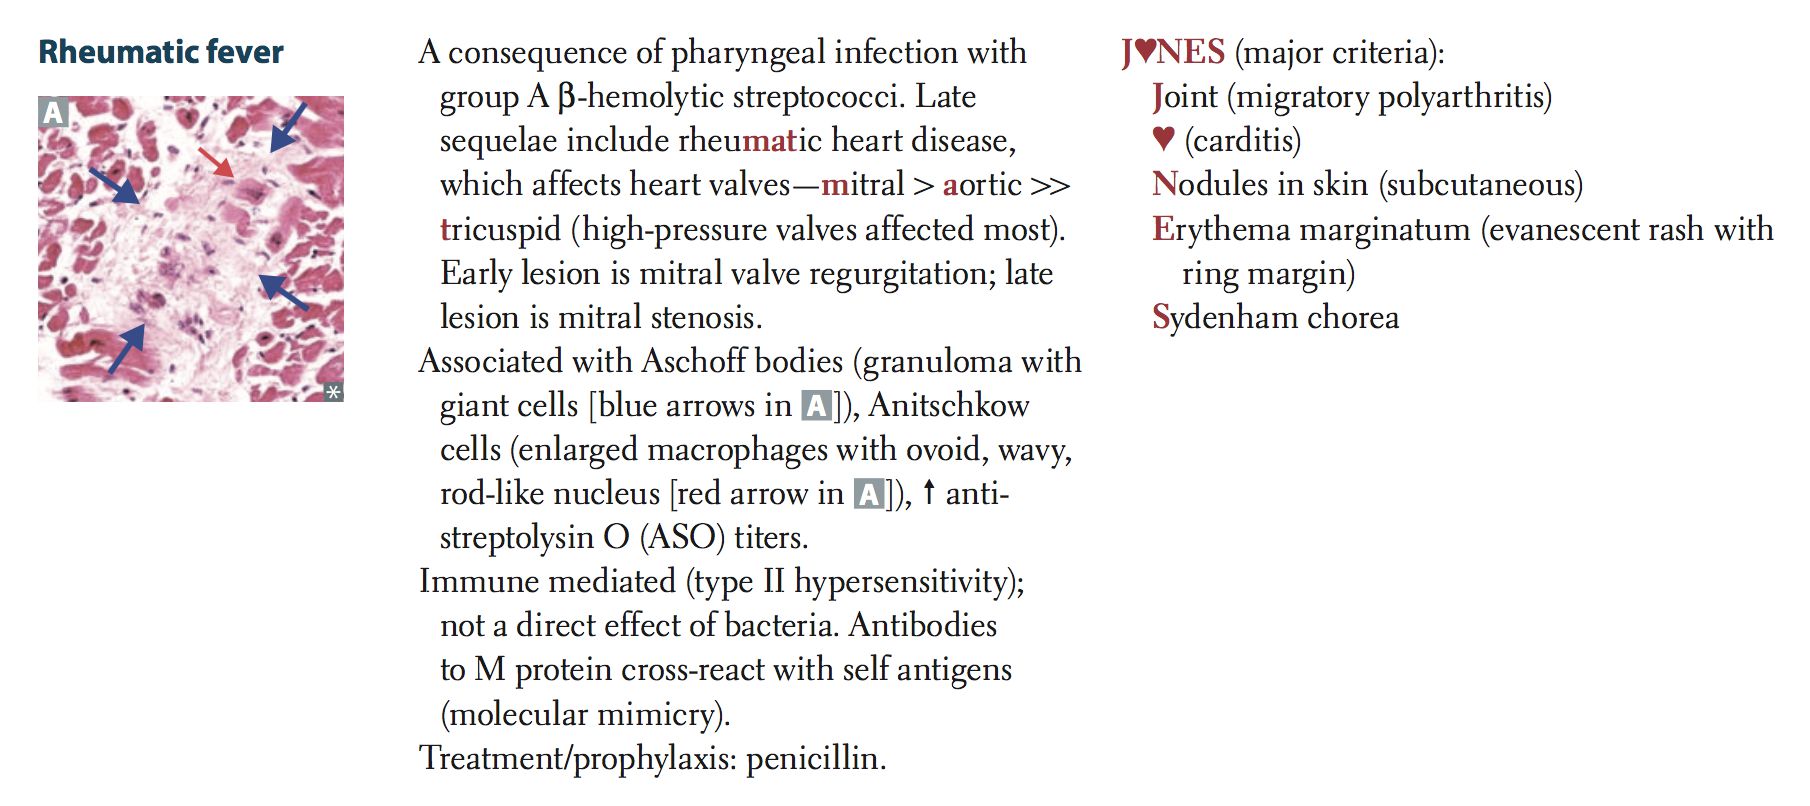 Rheumatic fever
A
*
A consequence of pharyngeal infection with
group A β-hemolytic streptococci. Late
sequelae include rheumatic heart disease,
which affects heart valves—mitral > aortic >>
tricuspid (high-pressure valves affected most).
Early lesion is mitral valve regurgitation; late
lesion is mitral stenosis.
Associated with Aschoff bodies (granuloma with
giant cells [blue arrows in A]), Anitschkow
cells (enlarged macrophages with ovoid, wavy,
rod-like nucleus [red arrow in A]), ↑ anti-
streptolysin O (ASO) titers.
Immune mediated (type II hypersensitivity);
not a direct effect of bacteria. Antibodies
to M protein cross-react with self antigens
(molecular mimicry).
Treatment/prophylaxis: penicillin.
J♥NES (major criteria):
Joint (migratory polyarthritis)
♥ (carditis)
Nodules in skin (subcutaneous)
Erythema marginatum (evanescent rash with
ring margin)
Sydenham chorea